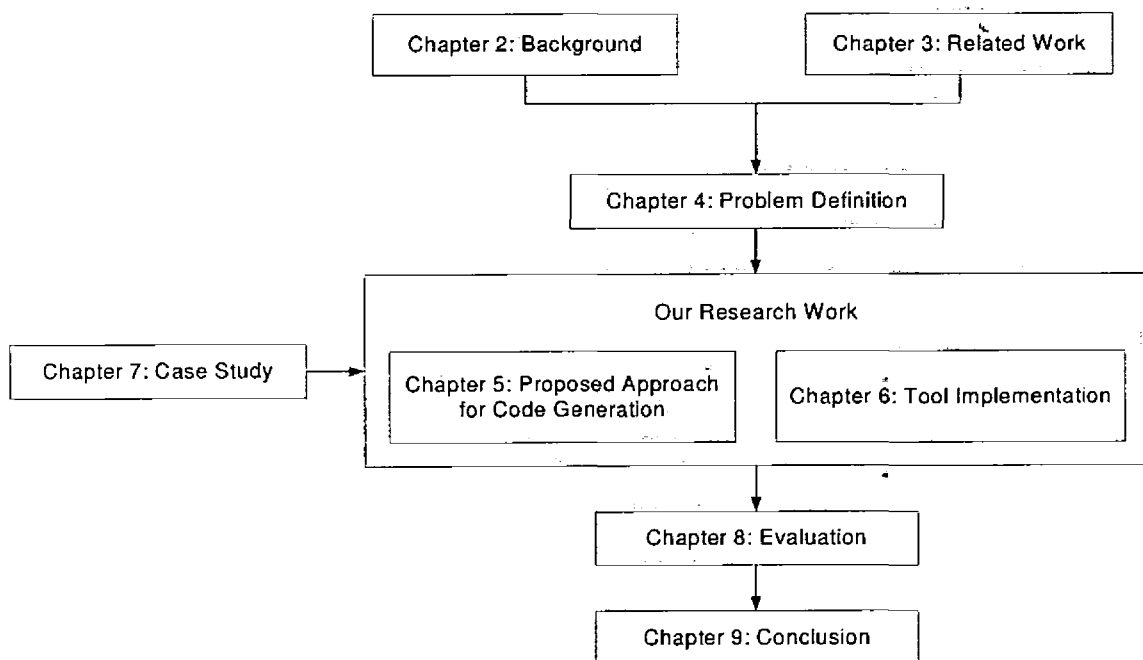 Chapter 2: Background
Chapter 3: Related Work
Chapter 4: Problem Definition
Our Research Work
Chapter 7: Case Study
Chapter 5: Proposed Approach
for Code Generation
Chapter 6: Tool Implementation
Chapter 8: Evaluation
Chapter 9: Conclusion